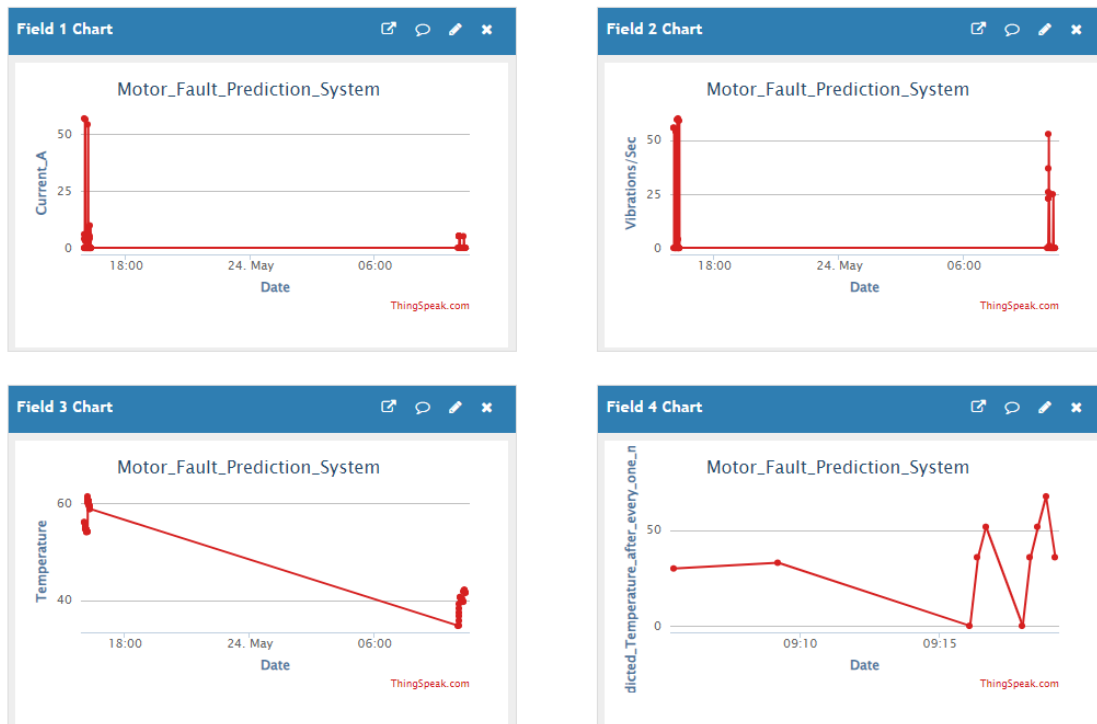 Field 1 Chart
Motor_Fault_Prediction_System
Current_A
50
25
0
18:00
24. May
06:00
Date
ThingSpeak.com
Field 2 Chart
Motor_Fault_Prediction_System
Vibrations/Sec
50
25
0
18:00
24. May
06:00
Date
ThingSpeak.com
Field 3 Chart
Motor_Fault_Prediction_System
Temperature
60
40
18:00
24. May
06:00
Date
ThingSpeak.com
Field 4 Chart
Motor_Fault_Prediction_System
dicted_Temperature_after_every_one_n
50
0
09:10
09:15
Date
ThingSpeak.com